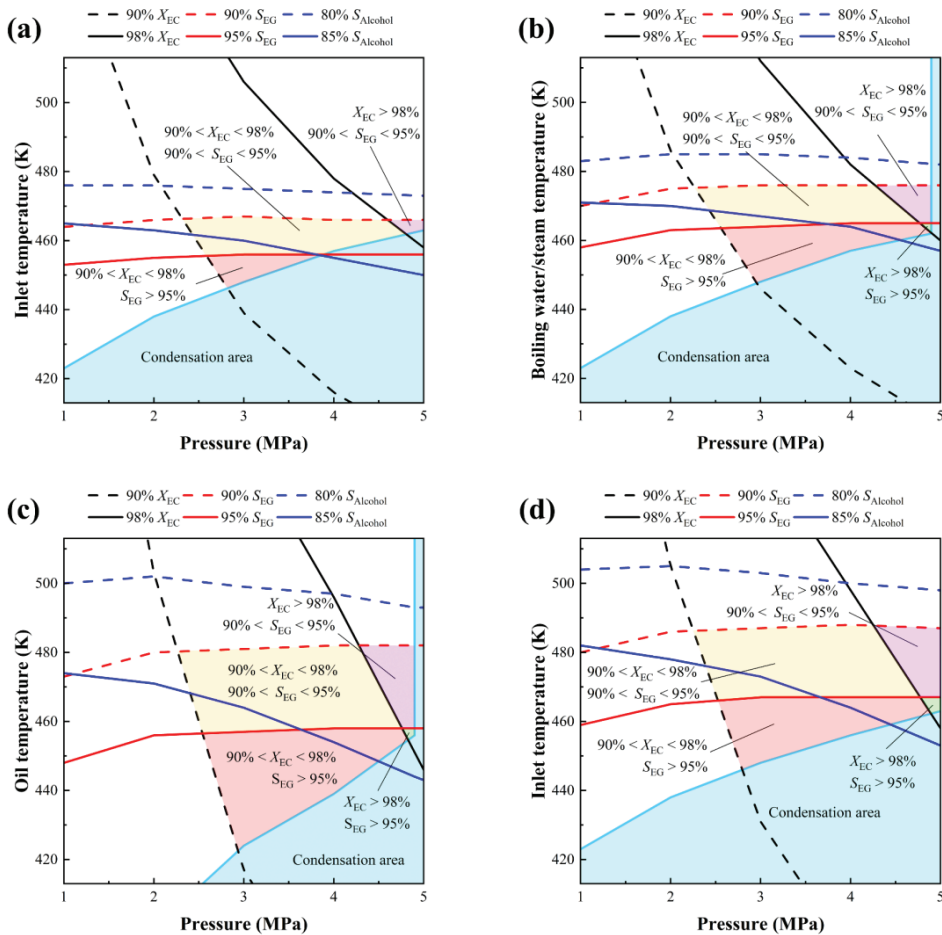 (a)
90% XEC 90% SEG 80% SAlcohol
98% XEC 95% SEG 85% SAlcohol
500
480
460
440
420
1 2 3 4 5
Inlet temperature (K)
Pressure (MPa)
XEC > 98%
90% < SEG < 95%
90% < XEC < 98%
90% < SEG < 95%
90% < XEC < 98%
SEG > 95%
Condensation area
(b)
90% XEC 90% SEG 80% SAlcohol
98% XEC 95% SEG 85% SAlcohol
500
480
460
440
420
1 2 3 4 5
Boiling water/steam temperature (K)
Pressure (MPa)
XEC > 98%
90% < SEG < 95%
90% < XEC < 98%
90% < SEG < 95%
90% < XEC < 98%
SEG > 95%
XEC > 98%
SEG > 95%
Condensation area
(c)
90% XEC 90% SEG 80% SAlcohol
98% XEC 95% SEG 85% SAlcohol
500
480
460
440
420
1 2 3 4 5
Oil temperature (K)
Pressure (MPa)
XEC > 98%
90% < SEG < 95%
90% < XEC < 98%
90% < SEG < 95%
90% < XEC < 98%
SEG > 95%
XEC > 98%
SEG > 95%
Condensation area
(d)
90% XEC 90% SEG 80% SAlcohol
98% XEC 95% SEG 85% SAlcohol
500
480
460
440
420
1 2 3 4 5
Inlet temperature (K)
Pressure (MPa)
XEC > 98%
90% < SEG < 95%
90% < XEC < 98%
90% < SEG < 95%
90% < XEC < 98%
SEG > 95%
XEC > 98%
SEG > 95%
Condensation area